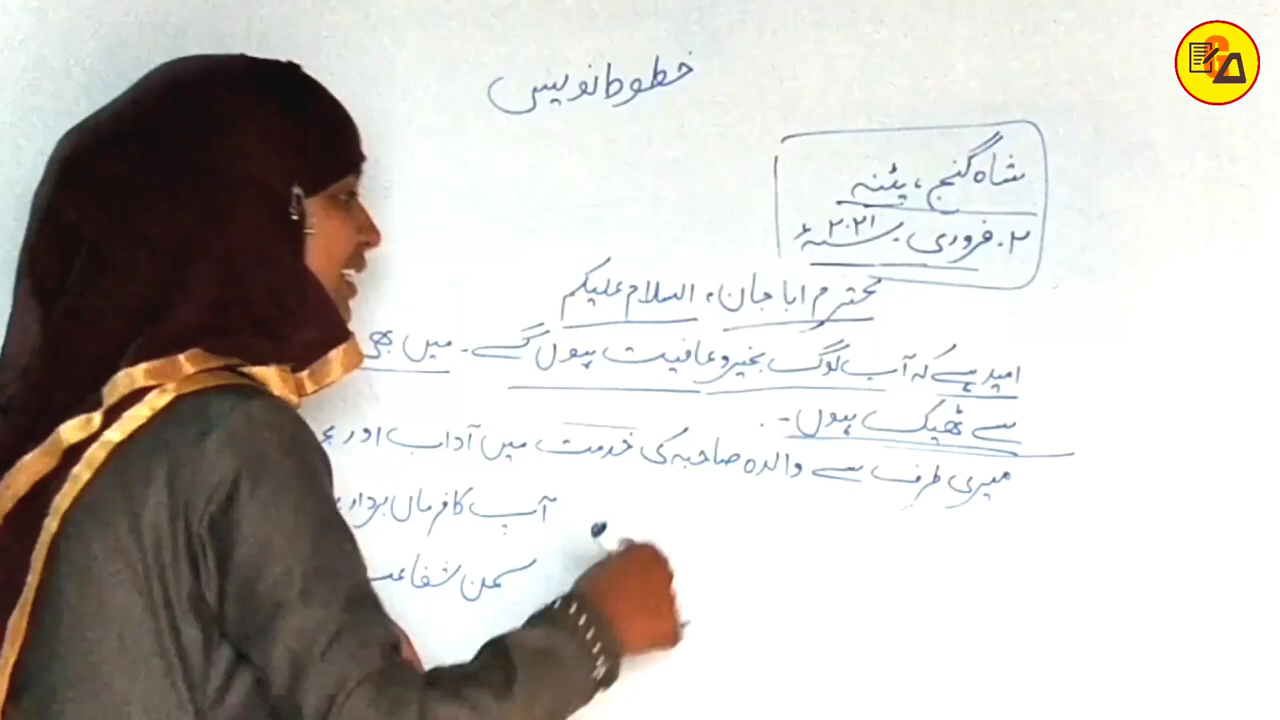 خطوط نویسی
شاہ گنج، پٹنہ
۲۰ فروری ۲۰۲۱ء
محترم ابا جان، السلام علیکم
امید ہے کہ آپ لوگ بخیر و عافیت ہوں گے۔ میں بھی
سے ٹھیک ہوں۔
میری طرف سے والدہ صاحبہ کی خدمت میں آداب اور
آپ کا فرماں بردار